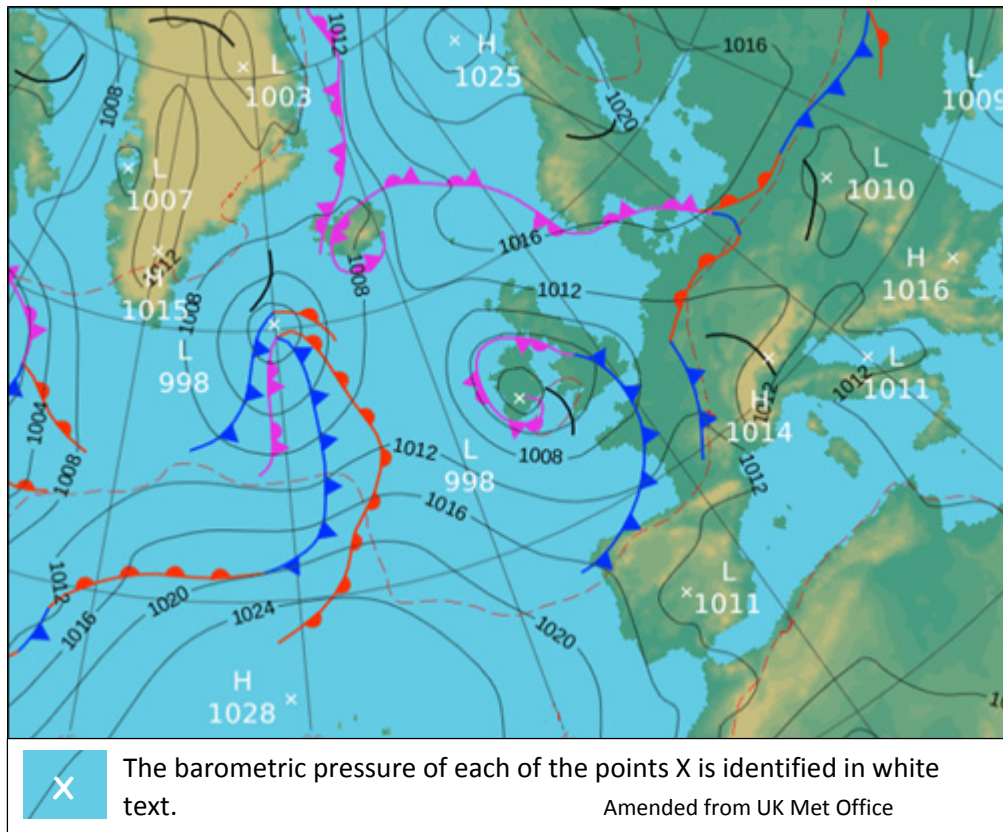 1012
1016
H
1025
L
1003
L
1009
1008
1020
L
1007
L
1010
1016
1012
H
1015
1008
1008
1012
H
1016
L
998
L
1011
1012
1012
H
1014
1004
1008
1012
L
998
1008
1012
1016
1012
1016
1020
1024
1020
L
1011
H
1028
X The barometric pressure of each of the points X is identified in white
text. Amended from UK Met Office